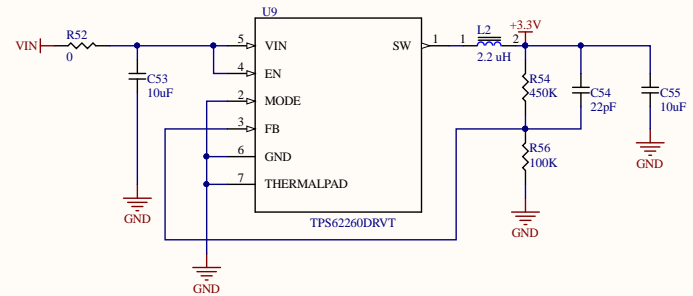 U9
R52
0
VIN
5
VIN
SW
1
1
L2
2
2.2 uH
+3.3V
C53
10uF
4
EN
2
MODE
3
FB
6
GND
7
THERMALPAD
R54
450K
C54
22pF
C55
10uF
R56
100K
GND
GND
GND
GND
TPS62260DRVT